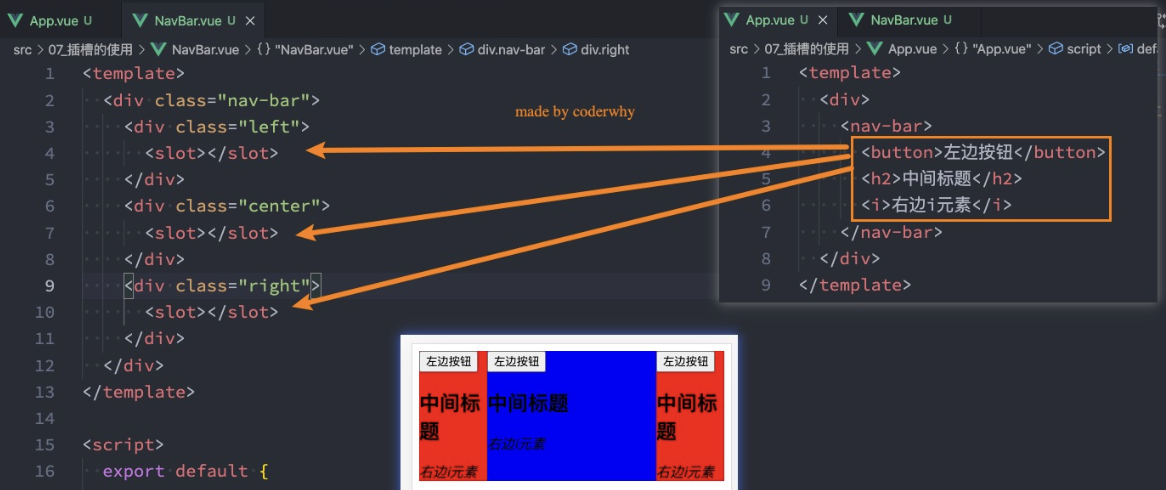 App.vue U
NavBar.vue U
src > 07_插槽的使用 > NavBar.vue > {} "NavBar.vue" > template > div.nav-bar > div.right
1 <template>
2 <div class="nav-bar">
3 <div class="left">
4 <slot></slot>
5 </div>
6 <div class="center">
7 <slot></slot>
8 </div>
9 <div class="right">
10 <slot></slot>
11 </div>
12 </div>
13 </template>
14
15 <script>
16 export default {
made by coderwhy
App.vue U
NavBar.vue U
src > 07_插槽的使用 > App.vue > {} "App.vue" > script >
1 <template>
2 <div>
3 <nav-bar>
4 <button>左边按钮</button>
5 <h2>中间标题</h2>
6 <i>右边i元素</i>
7 </nav-bar>
8 </div>
9 </template>
左边按钮
中间标
题
右边i元素
左边按钮
中间标题
右边i元素
左边按钮
中间标
题
右边i元素